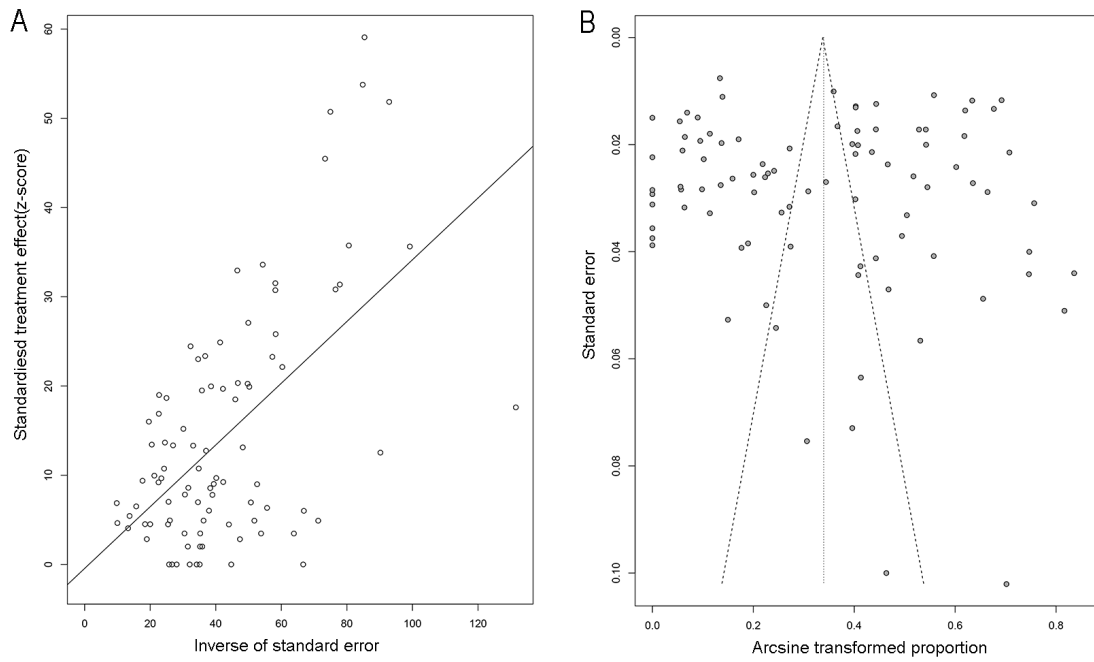 A
Standardiesd treatment effect(z-score)
60
50
40
30
20
10
0
0 20 40 60 80 100 120
Inverse of standard error
B
Standard error
0.00
0.02
0.04
0.06
0.08
0.10
0.0 0.2 0.4 0.6 0.8
Arcsine transformed proportion